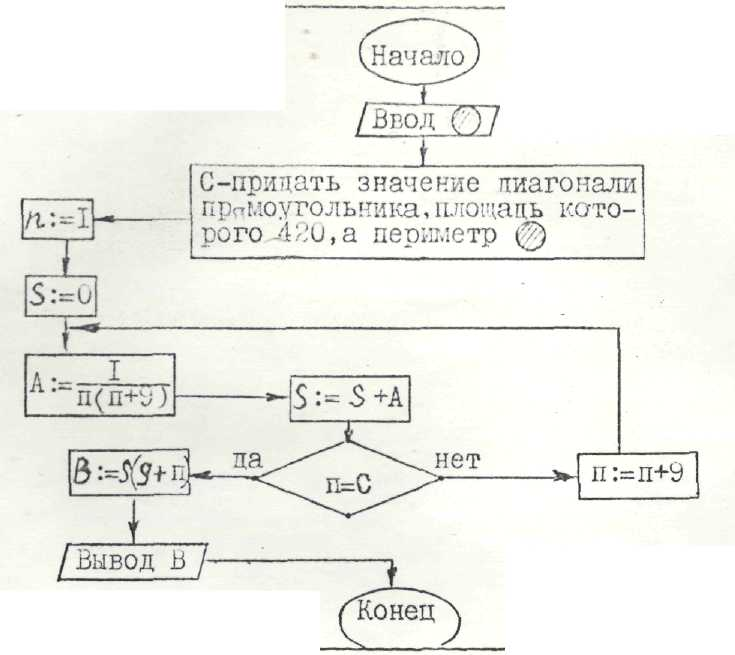 Начало
Ввод
С-придать значение диагонали
прямоугольника, площадь кото-
рого 420, а периметр
n:=I
S:=0
A:= I
п(п+9)
S:= S+A
п=С
да
нет
B:=S(9+п)
п:=п+9
Вывод В
Конец